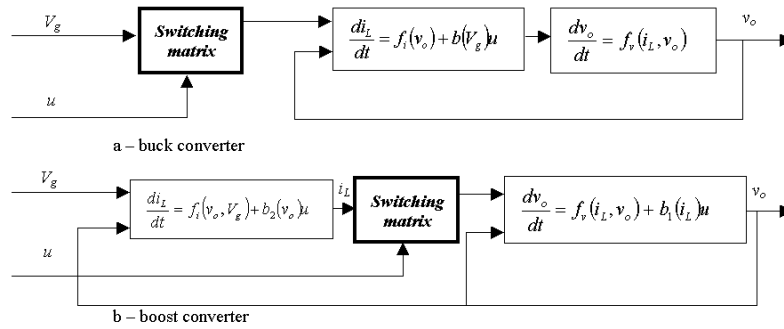 V_g
Switching
matrix
u
di_L/dt = f_i(v_o) + b(V_g)u
dv_o/dt = f_v(i_L, v_o)
v_o
a – buck converter
V_g
u
di_L/dt = f_i(v_o, V_g) + b_2(v_o)u
i_L
Switching
matrix
dv_o/dt = f_v(i_L, v_o) + b_1(i_L)u
v_o
b – boost converter